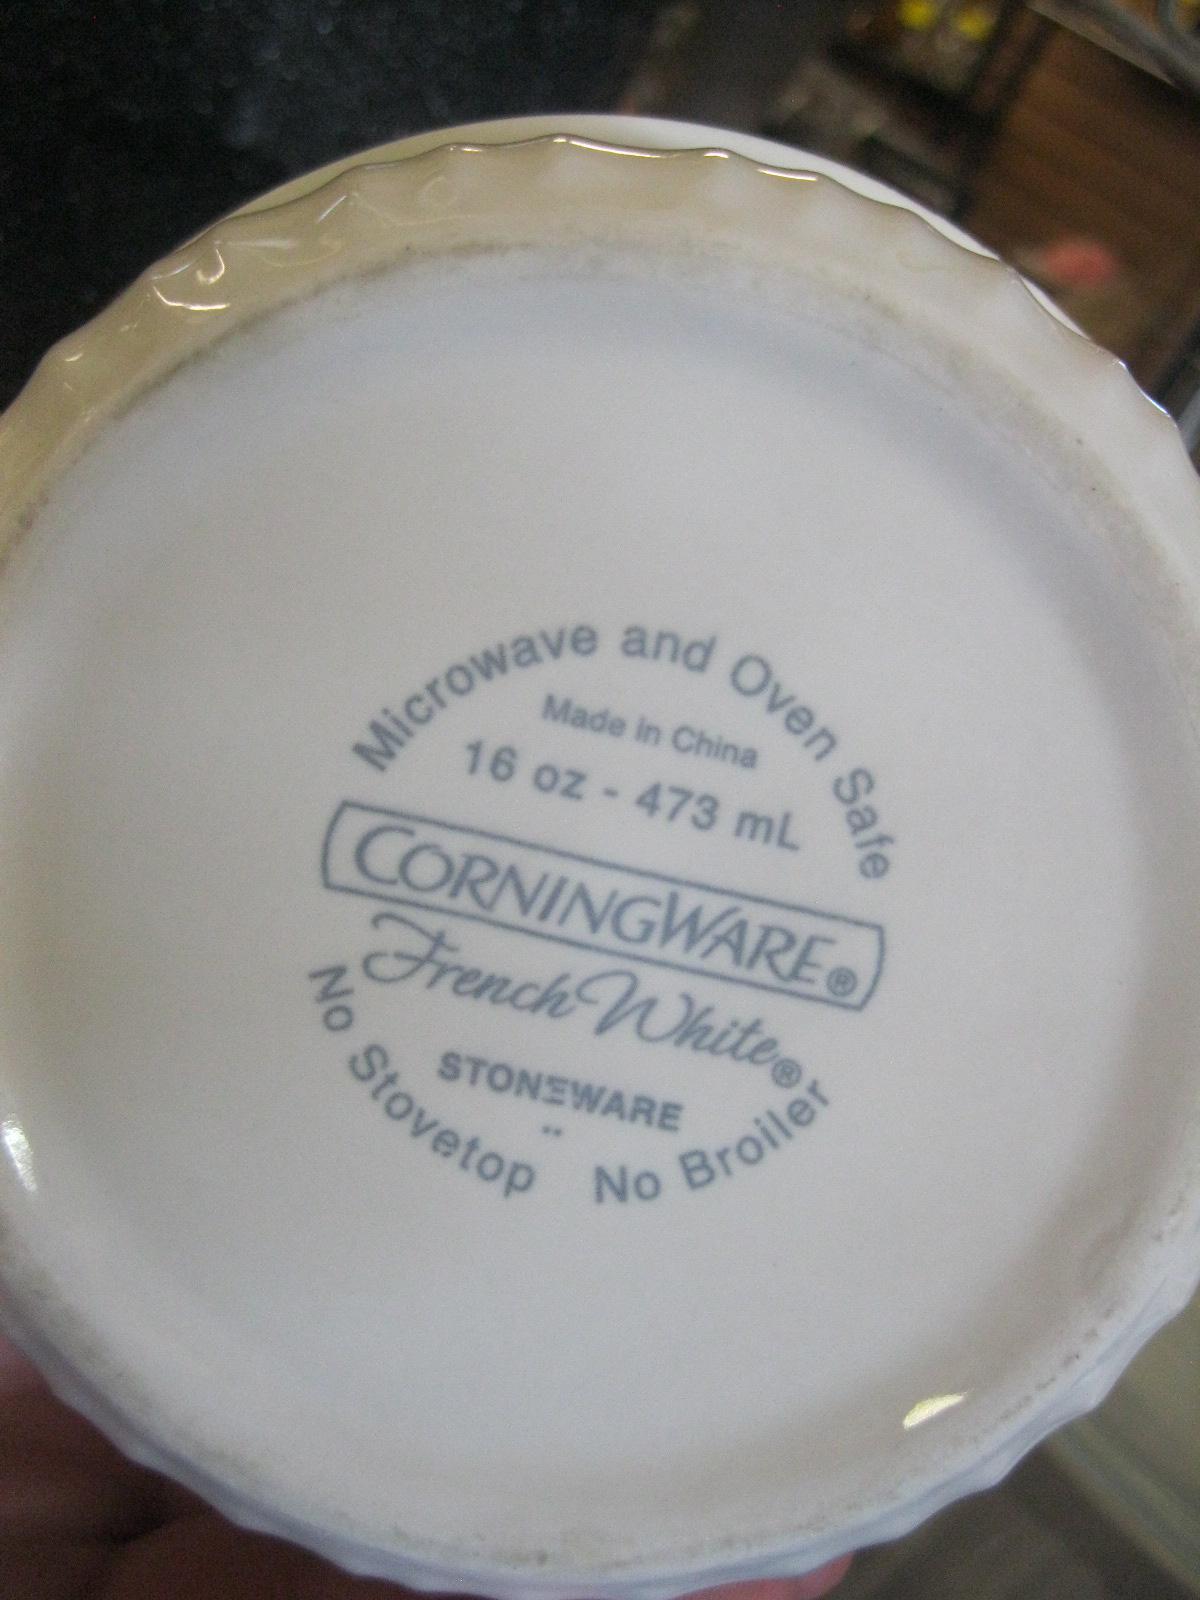 Microwave and Oven Safe
Made in China
16 oz - 473 mL
CORNINGWARE®
French White®
STONEWARE
No Stovetop No Broiler